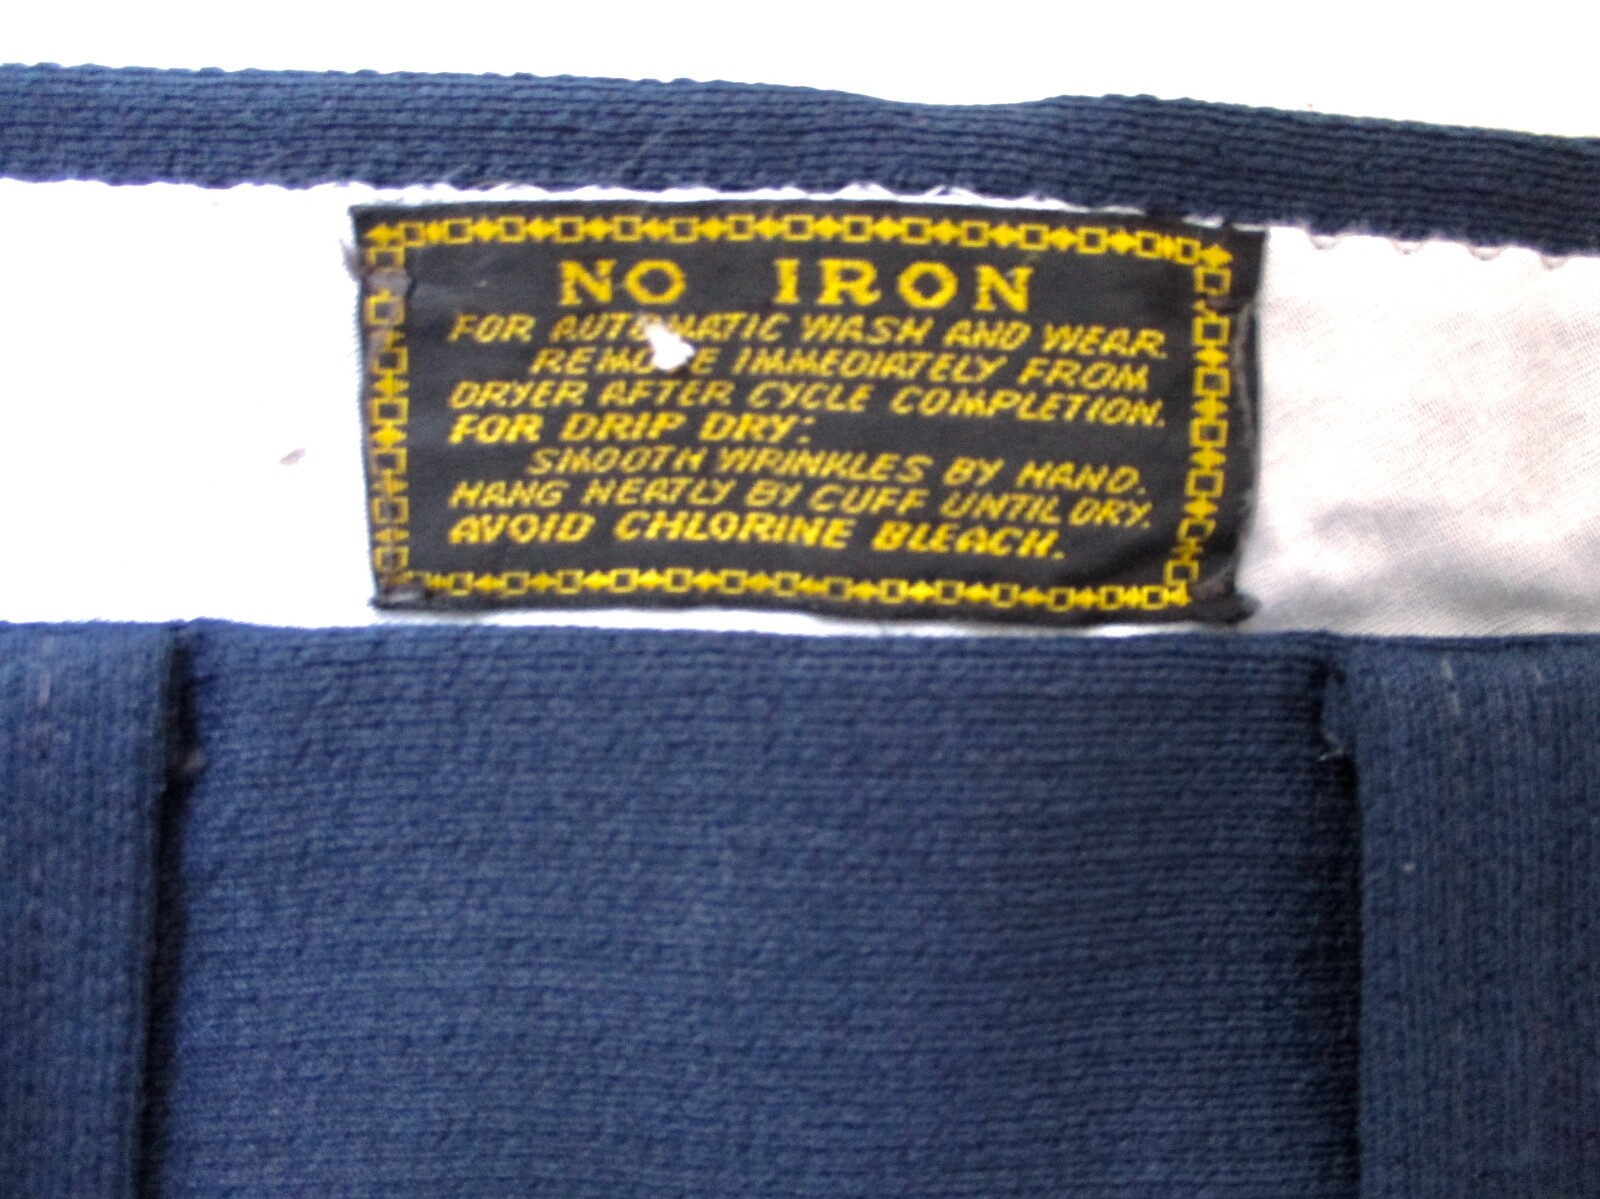 NO IRON
FOR AUTOMATIC WASH AND WEAR.
REMOVE IMMEDIATELY FROM
DRYER AFTER CYCLE COMPLETION.
FOR DRIP DRY:
SMOOTH WRINKLES BY HAND.
HANG NEATLY BY CUFF UNTIL DRY.
AVOID CHLORINE BLEACH.